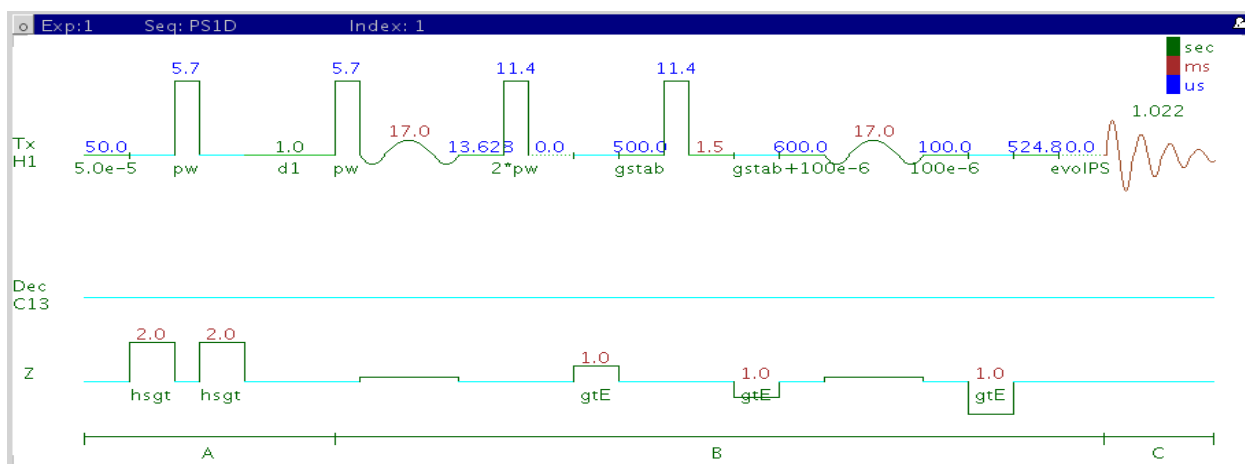 Exp:1 Seq: PS1D Index: 1
sec
ms
us
5.7 5.7 11.4 11.4 1.022
Tx 50.0 1.0 17.0 13.628 0.0 500.0 1.5 600.0 17.0 100.0 524.8 0.0
H1 5.0e-5 pw d1 pw 2*pw gstab gstab+100e-6 100e-6 evolPS
Dec
C13
2.0 2.0
Z 1.0 1.0 1.0
hsgt hsgt gtE gtE gtE
A B C